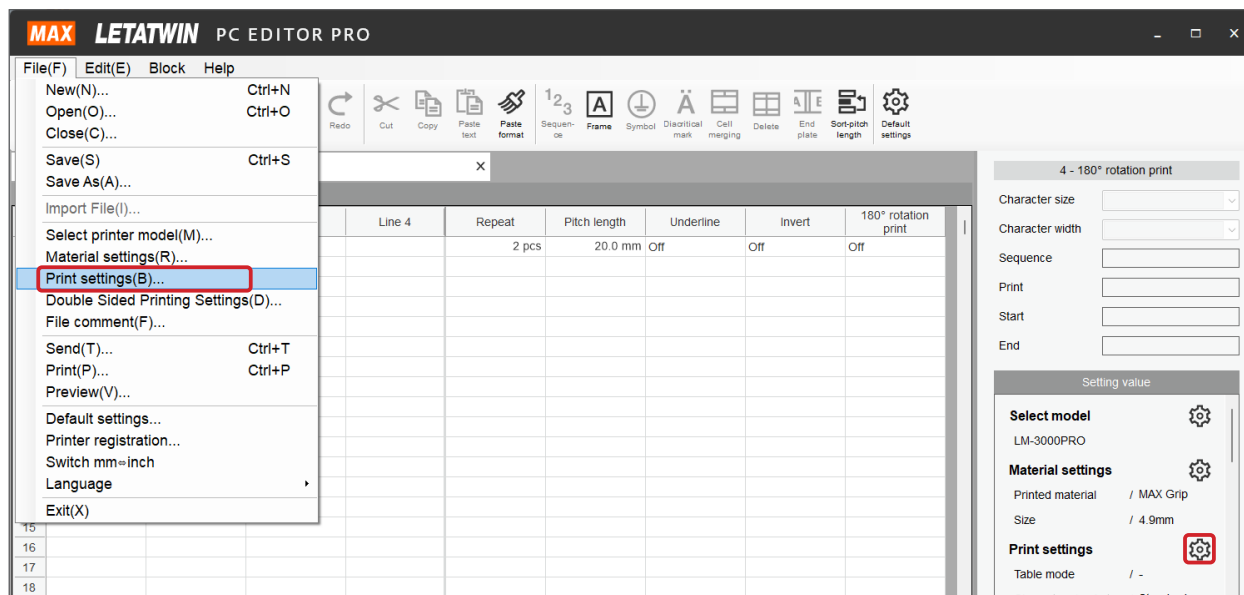 MAX LETATWIN PC EDITOR PRO
File(F) Edit(E) Block Help
New(N)... Ctrl+N
Open(O)... Ctrl+O
Close(C)...
Save(S) Ctrl+S
Save As(A)...
Import File(I)...
Select printer model(M)...
Material settings(R)...
Print settings(B)...
Double Sided Printing Settings(D)...
File comment(F)...
Send(T)... Ctrl+T
Print(P)... Ctrl+P
Preview(V)...
Default settings...
Printer registration...
Switch mm⇔inch
Language
Exit(X)
Redo
Cut
Copy
Paste
text
Paste
format
123
Sequen-
ce
A
Frame
Symbol
Ä
Diacritical
mark
Cell
merging
Delete
A E
End
plate
Sort-pitch
length
Default
settings
Line 4 Repeat Pitch length Underline Invert 180° rotation
print
2 pcs 20.0 mm Off Off Off
15
16
17
18
4 - 180° rotation print
Character size
Character width
Sequence
Print
Start
End
Setting value
Select model
LM-3000PRO
Material settings
Printed material / MAX Grip
Size / 4.9mm
Print settings
Table mode / -